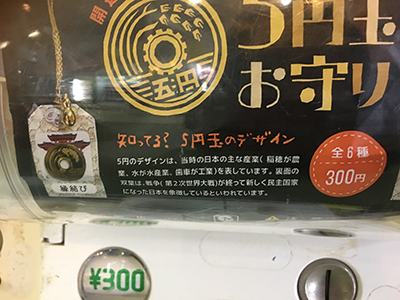 開運
5円玉
お守り
五円
縁結び
知ってる? 5円玉のデザイン
5円のデザインは、当時の日本の主な産業(稲穂が農
業、水が水産業、歯車が工業)を表しています。裏面の
双葉は、戦争(第2次世界大戦)が終って新しく民主国家
になった日本を象徴しているといわれています。
全6種
300円
¥300